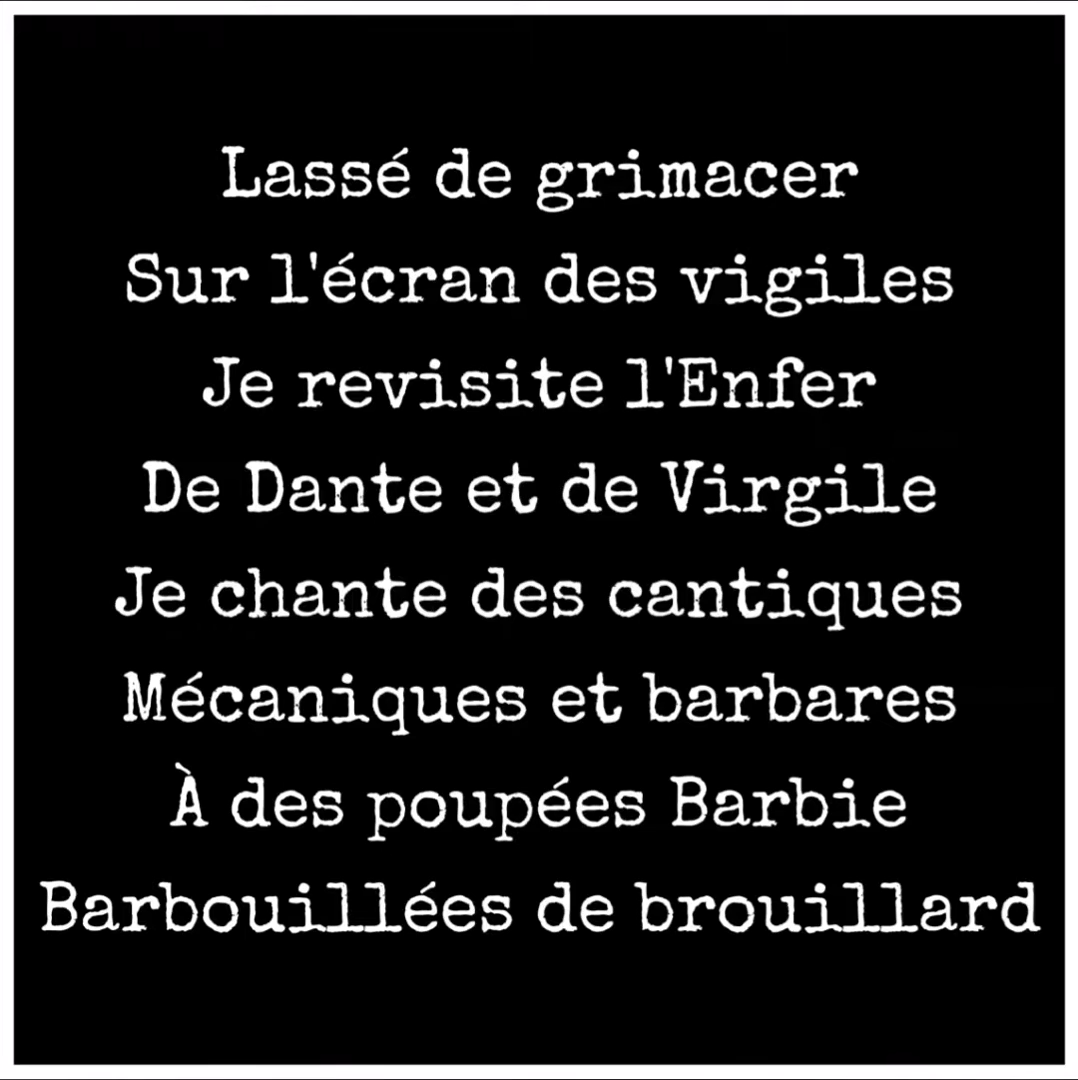 Lassé de grimacer
Sur l'écran des vigiles
Je revisite l'Enfer
De Dante et de Virgile
Je chante des cantiques
Mécaniques et barbares
À des poupées Barbie
Barbouillées de brouillard